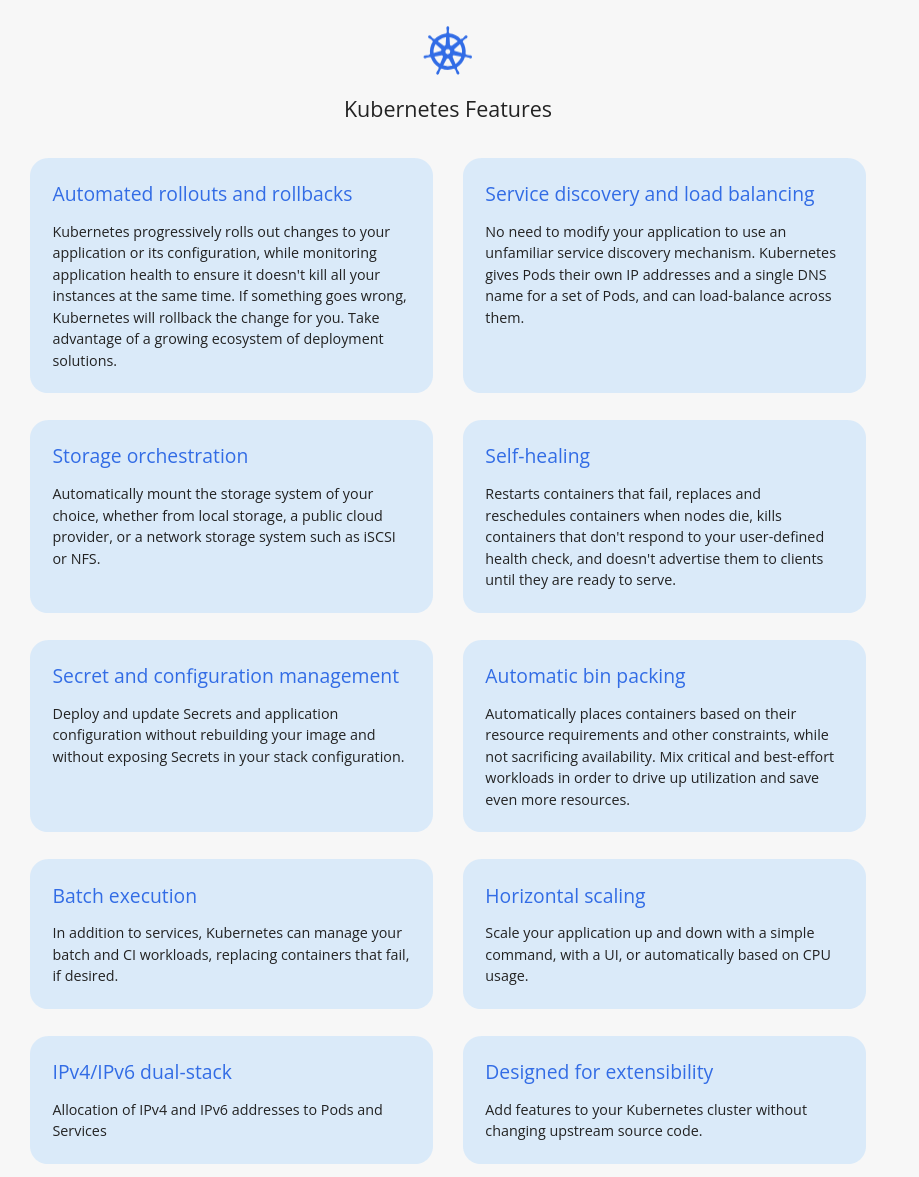 Kubernetes Features
Automated rollouts and rollbacks
Kubernetes progressively rolls out changes to your
application or its configuration, while monitoring
application health to ensure it doesn't kill all your
instances at the same time. If something goes wrong,
Kubernetes will rollback the change for you. Take
advantage of a growing ecosystem of deployment
solutions.
Service discovery and load balancing
No need to modify your application to use an
unfamiliar service discovery mechanism. Kubernetes
gives Pods their own IP addresses and a single DNS
name for a set of Pods, and can load-balance across
them.
Storage orchestration
Automatically mount the storage system of your
choice, whether from local storage, a public cloud
provider, or a network storage system such as iSCSI
or NFS.
Self-healing
Restarts containers that fail, replaces and
reschedules containers when nodes die, kills
containers that don't respond to your user-defined
health check, and doesn't advertise them to clients
until they are ready to serve.
Secret and configuration management
Deploy and update Secrets and application
configuration without rebuilding your image and
without exposing Secrets in your stack configuration.
Automatic bin packing
Automatically places containers based on their
resource requirements and other constraints, while
not sacrificing availability. Mix critical and best-effort
workloads in order to drive up utilization and save
even more resources.
Batch execution
In addition to services, Kubernetes can manage your
batch and CI workloads, replacing containers that fail,
if desired.
Horizontal scaling
Scale your application up and down with a simple
command, with a UI, or automatically based on CPU
usage.
IPv4/IPv6 dual-stack
Allocation of IPv4 and IPv6 addresses to Pods and
Services
Designed for extensibility
Add features to your Kubernetes cluster without
changing upstream source code.